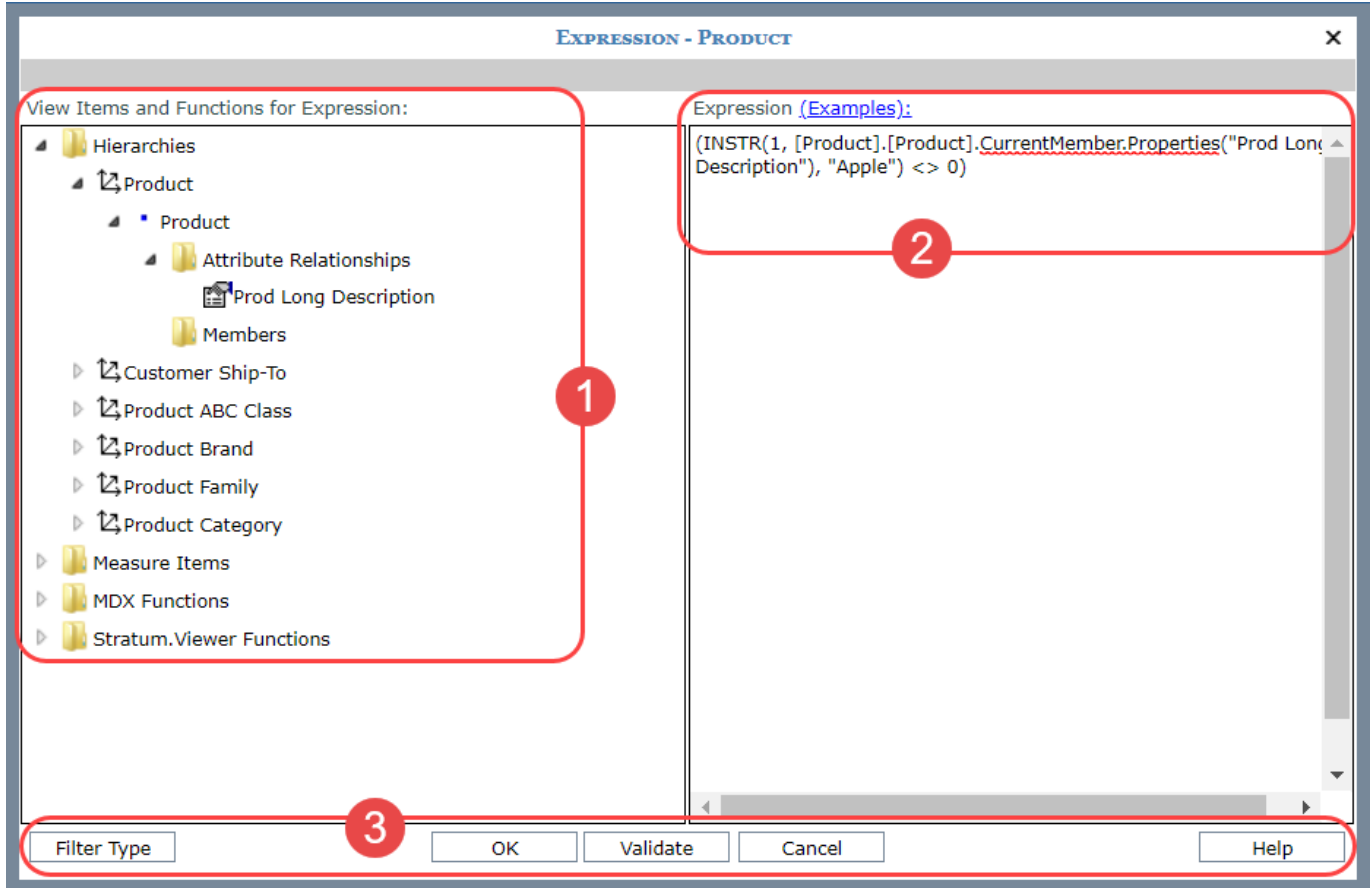 EXPRESSION - PRODUCT
View Items and Functions for Expression:
Hierarchies
Product
Product
Attribute Relationships
Prod Long Description
Members
Customer Ship-To
Product ABC Class
Product Brand
Product Family
Product Category
Measure Items
MDX Functions
Stratum.Viewer Functions
1
Expression (Examples):
(INSTR(1, [Product].[Product].CurrentMember.Properties("Prod Long
Description"), "Apple") <> 0)
2
3
Filter Type OK Validate Cancel Help